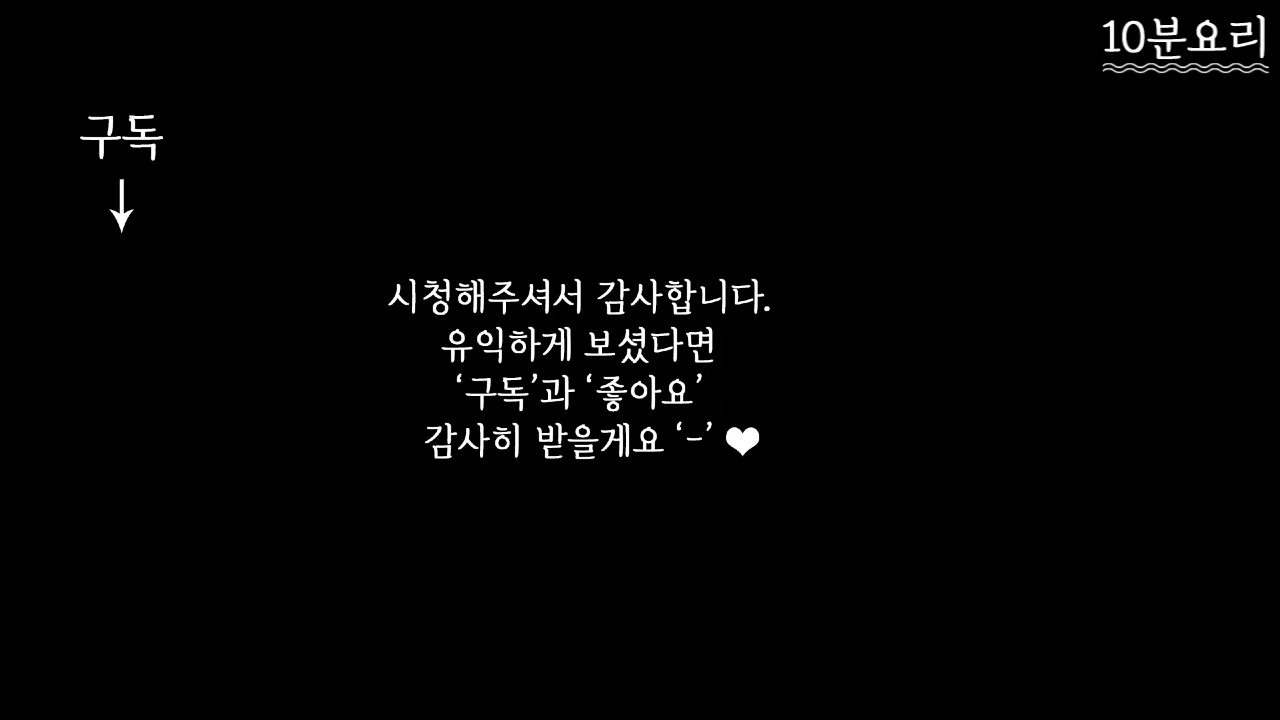 10분요리
구독
↓
시청해주셔서 감사합니다.
유익하게 보셨다면
‘구독’과 ‘좋아요’
감사히 받을게요 ‘-’ ❤